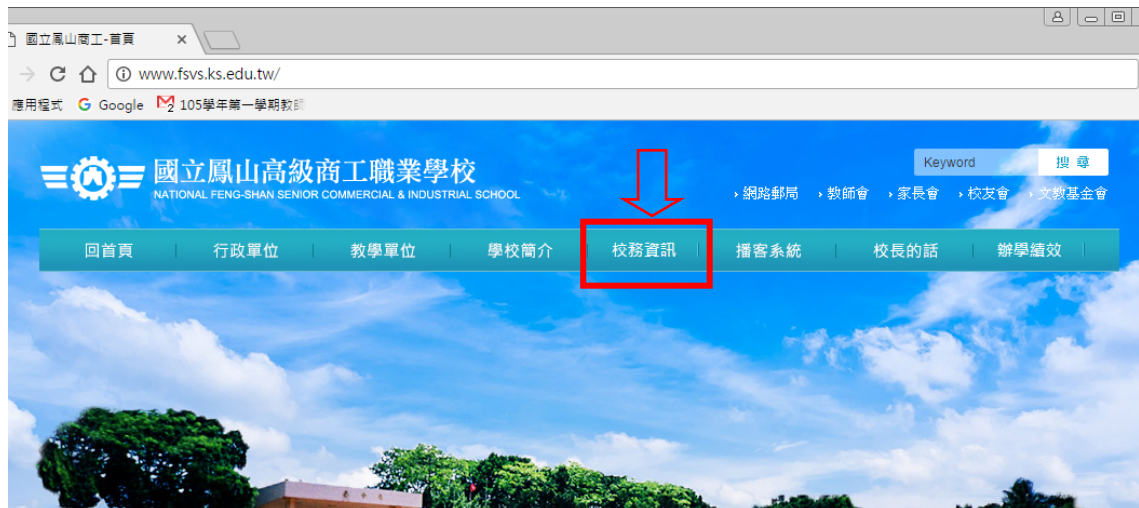 國立鳳山商工-首頁
www.fsvs.ks.edu.tw/
應用程式 Google 105學年第一學期教師
國立鳳山高級商工職業學校
NATIONAL FENG-SHAN SENIOR COMMERCIAL & INDUSTRIAL SCHOOL
Keyword 搜 尋
網路郵局 教師會 家長會 校友會 文教基金會
回首頁 行政單位 教學單位 學校簡介 校務資訊 播客系統 校長的話 辦學績效